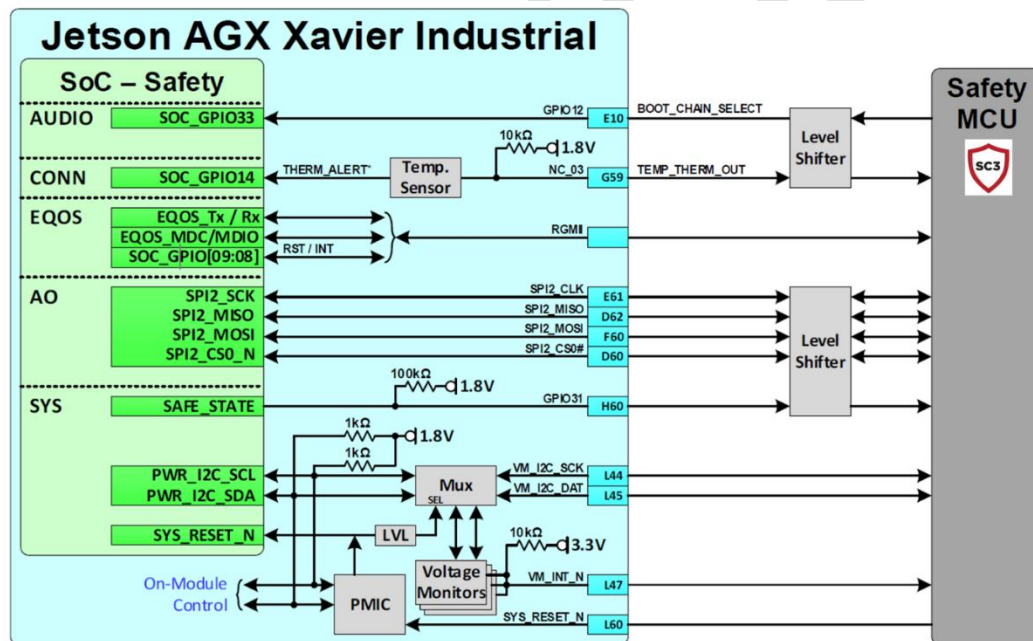 Jetson AGX Xavier Industrial
SoC – Safety
Safety
MCU
SC3
AUDIO
SOC_GPIO33
GPIO12
E10
BOOT_CHAIN_SELECT
Level
Shifter
10kΩ
1.8V
CONN
SOC_GPIO14
THERM_ALERT*
Temp.
Sensor
NC_03
G59
TEMP_THERM_OUT
EQOS
EQOS_Tx / Rx
EQOS_MDC/MDIO
SOC_GPIO[09:08]
RST / INT
RGMII
AO
SPI2_SCK
SPI2_CLK
E61
SPI2_MISO
SPI2_MISO
D62
SPI2_MOSI
SPI2_MOSI
F60
SPI2_CS0_N
SPI2_CS0#
D60
Level
Shifter
100kΩ
1.8V
SYS
SAFE_STATE
GPIO31
H60
1kΩ
1.8V
1kΩ
PWR_I2C_SCL
PWR_I2C_SDA
Mux
SEL
VM_I2C_SCK
L44
VM_I2C_DAT
L45
SYS_RESET_N
LVL
10kΩ
3.3V
On-Module
Control
PMIC
Voltage
Monitors
VM_INT_N
L47
SYS_RESET_N
L60